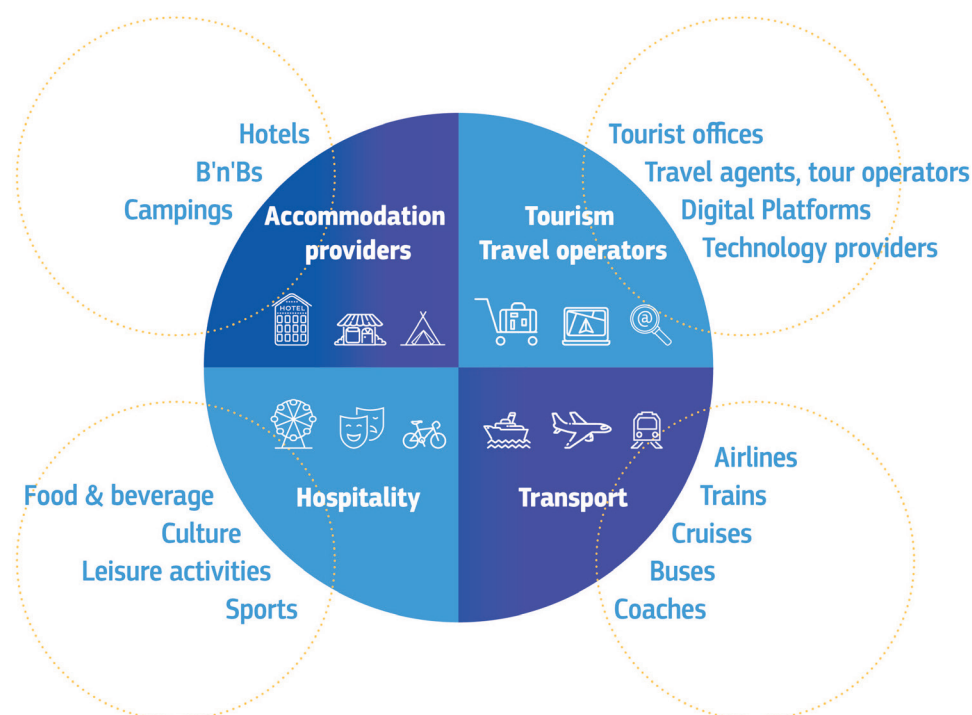 Hotels
B'n'Bs
Campings
Accommodation
providers
HOTEL
Tourist offices
Travel agents, tour operators
Digital Platforms
Technology providers
Tourism
Travel operators
@
Food & beverage
Culture
Leisure activities
Sports
Hospitality
Transport
Airlines
Trains
Cruises
Buses
Coaches